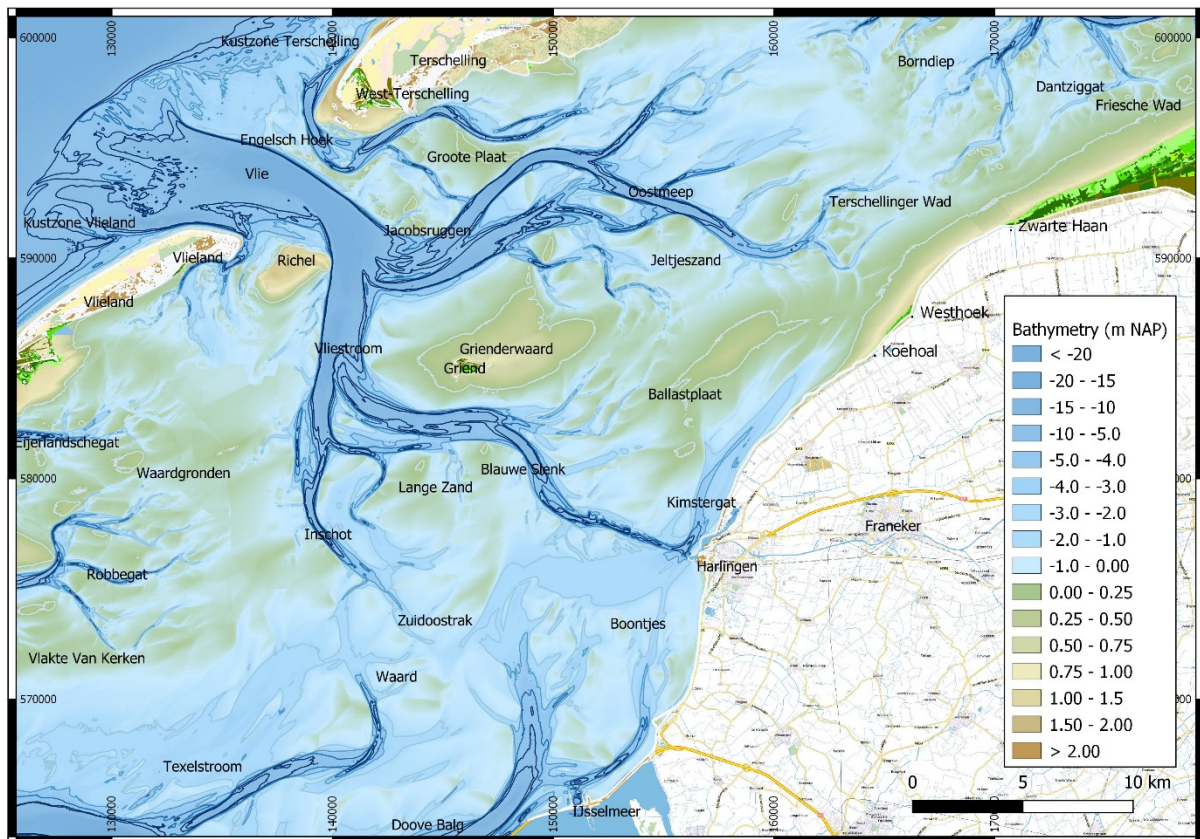 130000
140000
150000
160000
170000
600000
600000
Kustzone Terschelling
Terschelling
Borndiep
West-Terschelling
Dantziggat
Friesche Wad
Engelsch Hoek
Groote Plaat
Vlie
Oostmeep
Terschellinger Wad
Kustzone Vlieland
Jacobsruggen
Zwarte Haan
Vlieland
Richel
Jeltjeszand
590000
590000
Vlieland
Westhoek
Vliestroom
Grienderwaard
Koehoal
Griend
Ballastplaat
Eijerlandschegat
Waardgronden
Blauwe Slenk
580000
Lange Zand
Kimstergat
Franeker
Inschot
Harlingen
Robbegat
Zuidoostrak
Boontjes
Vlakte Van Kerken
Waard
570000
Texelstroom
IJsselmeer
Doove Balg
130000
140000
150000
160000
Bathymetry (m NAP)
< -20
-20 - -15
-15 - -10
-10 - -5.0
-5.0 - -4.0
-4.0 - -3.0
-3.0 - -2.0
-2.0 - -1.0
-1.0 - 0.00
0.00 - 0.25
0.25 - 0.50
0.50 - 0.75
0.75 - 1.00
1.00 - 1.5
1.50 - 2.00
> 2.00
0 5 10 km